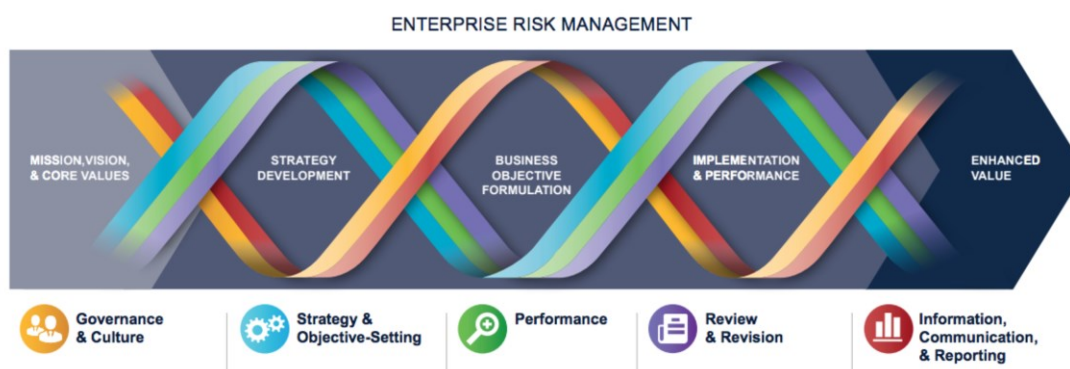 ENTERPRISE RISK MANAGEMENT
MISSION, VISION,
& CORE VALUES
STRATEGY
DEVELOPMENT
BUSINESS
OBJECTIVE
FORMULATION
IMPLEMENTATION
& PERFORMANCE
ENHANCED
VALUE
Governance
& Culture
Strategy &
Objective-Setting
Performance
Review
& Revision
Information,
Communication,
& Reporting